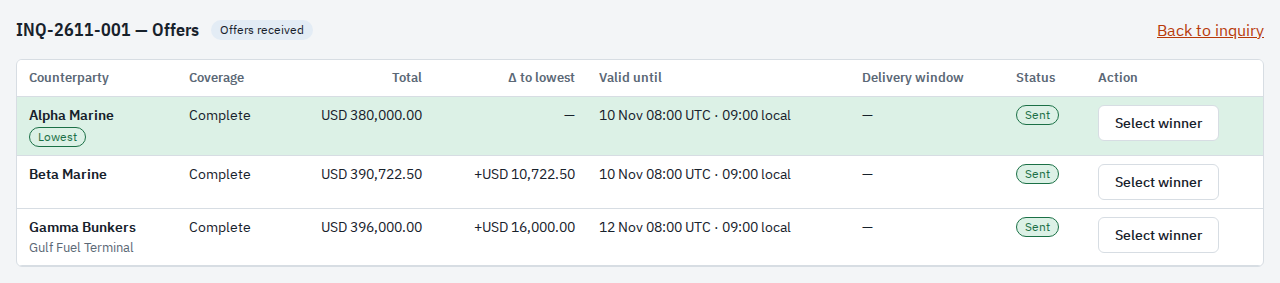 INQ-2611-001 — Offers Offers received Back to inquiry
Counterparty Coverage Total Δ to lowest Valid until Delivery window Status Action
Alpha Marine Complete USD 380,000.00 — 10 Nov 08:00 UTC · 09:00 local — Sent Select winner
Lowest
Beta Marine Complete USD 390,722.50 +USD 10,722.50 10 Nov 08:00 UTC · 09:00 local — Sent Select winner
Gamma Bunkers Complete USD 396,000.00 +USD 16,000.00 12 Nov 08:00 UTC · 09:00 local — Sent Select winner
Gulf Fuel Terminal